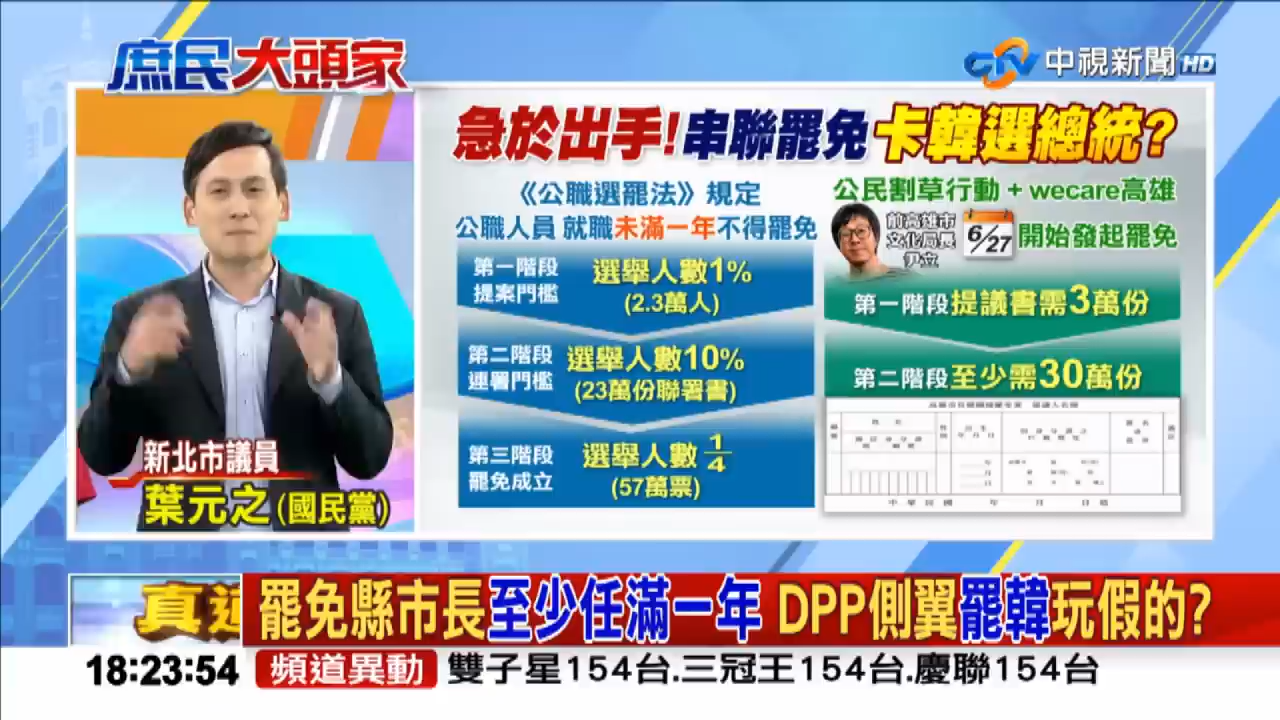 庶民大頭家
CTV 中視新聞HD
急於出手!串聯罷免卡韓選總統?
《公職選罷法》規定
公職人員 就職未滿一年不得罷免
第一階段
提案門檻
選舉人數1%
(2.3萬人)
第二階段
連署門檻
選舉人數10%
(23萬份聯署書)
第三階段
罷免成立
選舉人數1/4
(57萬票)
公民割草行動+wecare高雄
前高雄市
文化局長
尹立
6/27
開始發起罷免
第一階段提議書需3萬份
第二階段至少需30萬份
中華民國 年 月 日
新北市議員
葉元之(國民黨)
罷免縣市長至少任滿一年 DPP側翼罷韓玩假的?
18:23:54
頻道異動
雙子星154台.三冠王154台.慶聯154台